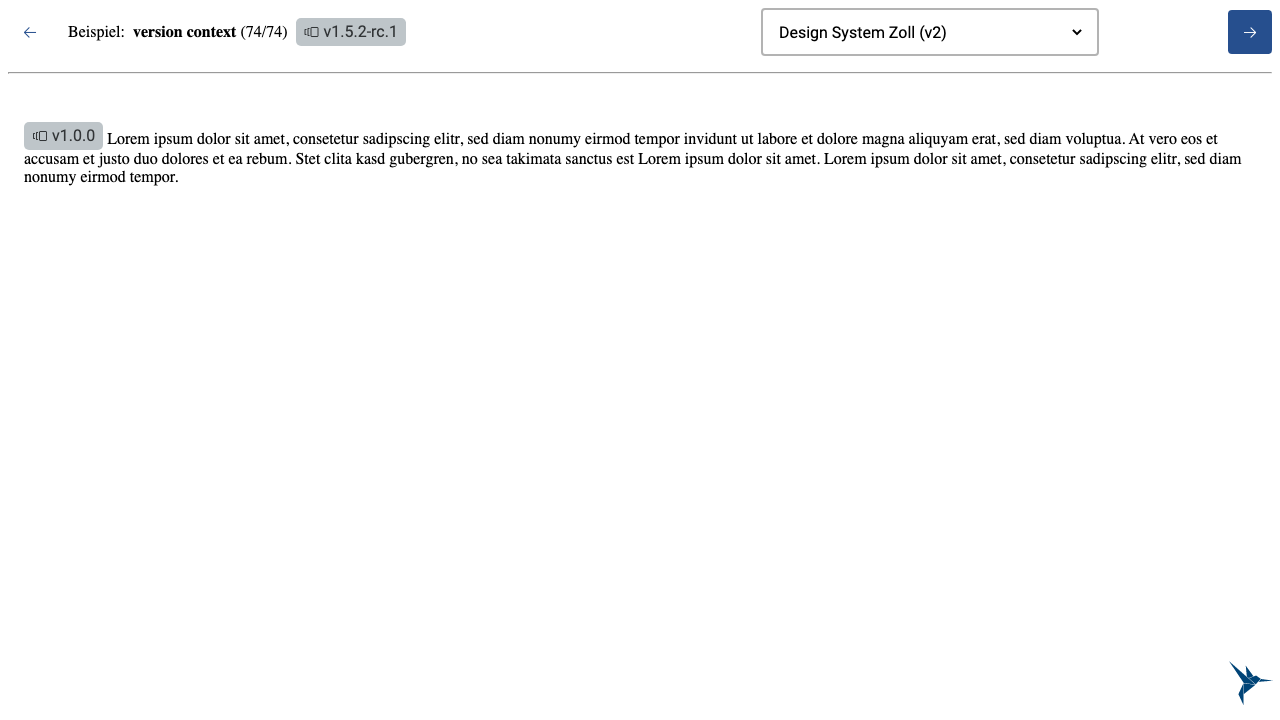 Beispiel: version context (74/74) v1.5.2-rc.1 Design System Zoll (v2)
v1.0.0 Lorem ipsum dolor sit amet, consetetur sadipscing elitr, sed diam nonumy eirmod tempor invidunt ut labore et dolore magna aliquyam erat, sed diam voluptua. At vero eos et
accusam et justo duo dolores et ea rebum. Stet clita kasd gubergren, no sea takimata sanctus est Lorem ipsum dolor sit amet. Lorem ipsum dolor sit amet, consetetur sadipscing elitr, sed diam
nonumy eirmod tempor.